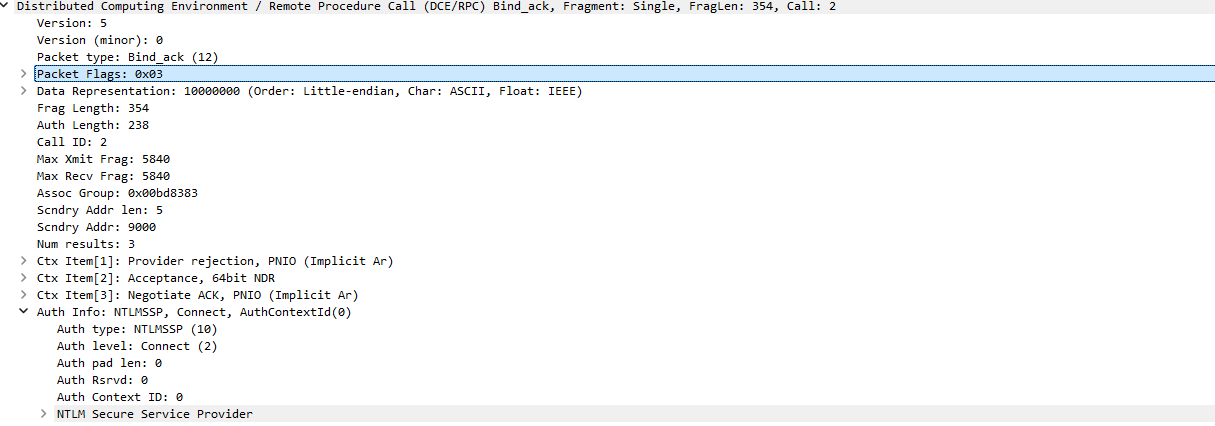 Distributed Computing Environment / Remote Procedure Call (DCE/RPC) Bind_ack, Fragment: Single, FragLen: 354, Call: 2
Version: 5
Version (minor): 0
Packet type: Bind_ack (12)
Packet Flags: 0x03
Data Representation: 10000000 (Order: Little-endian, Char: ASCII, Float: IEEE)
Frag Length: 354
Auth Length: 238
Call ID: 2
Max Xmit Frag: 5840
Max Recv Frag: 5840
Assoc Group: 0x00bd8383
Scndry Addr len: 5
Scndry Addr: 9000
Num results: 3
Ctx Item[1]: Provider rejection, PNIO (Implicit Ar)
Ctx Item[2]: Acceptance, 64bit NDR
Ctx Item[3]: Negotiate ACK, PNIO (Implicit Ar)
Auth Info: NTLMSSP, Connect, AuthContextId(0)
Auth type: NTLMSSP (10)
Auth level: Connect (2)
Auth pad len: 0
Auth Rsrvd: 0
Auth Context ID: 0
NTLM Secure Service Provider